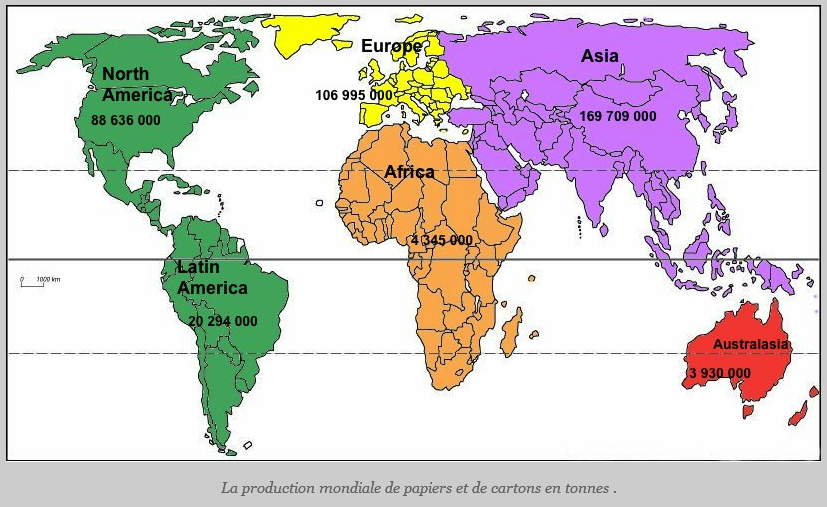 Europe
Asia
North
America
106 995 000
88 636 000
169 709 000
Africa
4 345 000
Latin
America
0 1000 km
20 294 000
Australasia
3 930 000
La production mondiale de papiers et de cartons en tonnes .